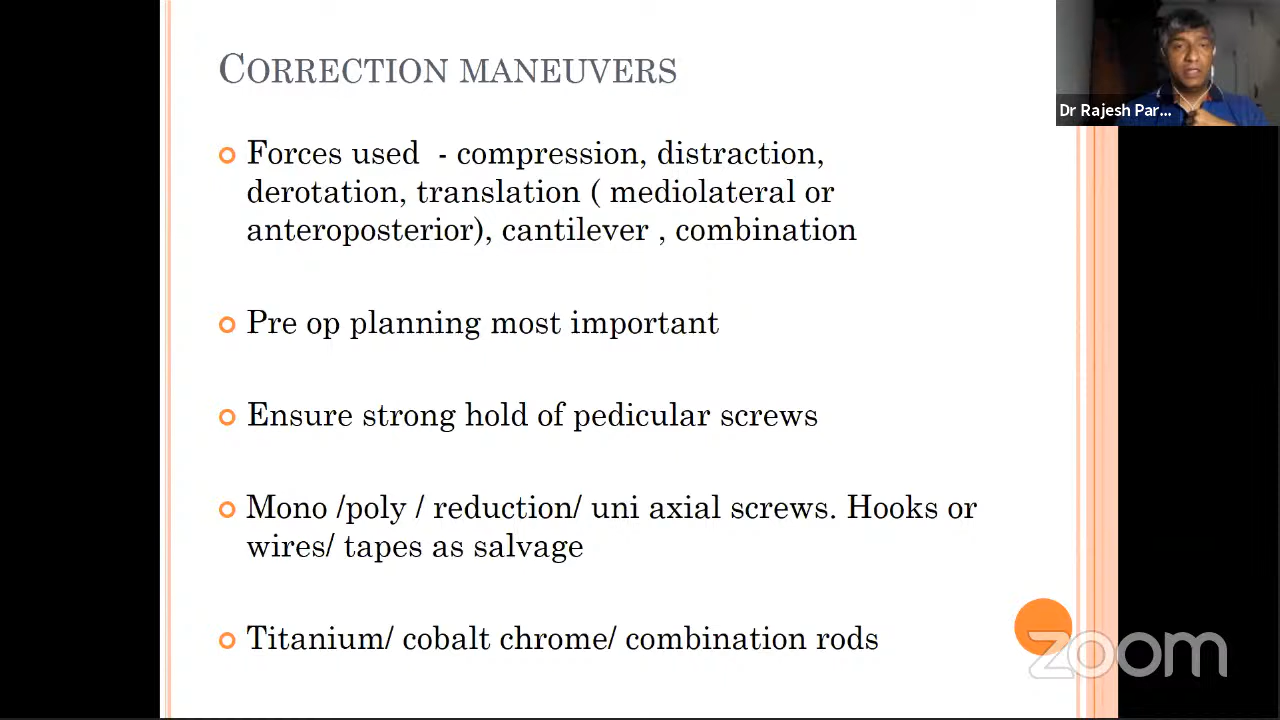 CORRECTION MANEUVERS
Dr Rajesh Par...
Forces used - compression, distraction,
derotation, translation ( mediolateral or
anteroposterior), cantilever , combination
Pre op planning most important
Ensure strong hold of pedicular screws
Mono /poly / reduction/ uni axial screws. Hooks or
wires/ tapes as salvage
Titanium/ cobalt chrome/ combination rods
zoom